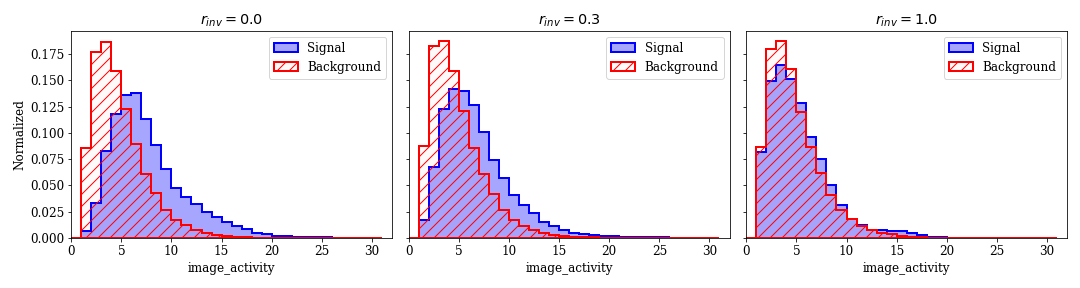 r_inv = 0.0
Signal
Background
0.175
0.150
0.125
0.100
0.075
0.050
0.025
0.000
Normalized
0 5 10 15 20 25 30
image_activity
r_inv = 0.3
Signal
Background
0 5 10 15 20 25 30
image_activity
r_inv = 1.0
Signal
Background
0 5 10 15 20 25 30
image_activity